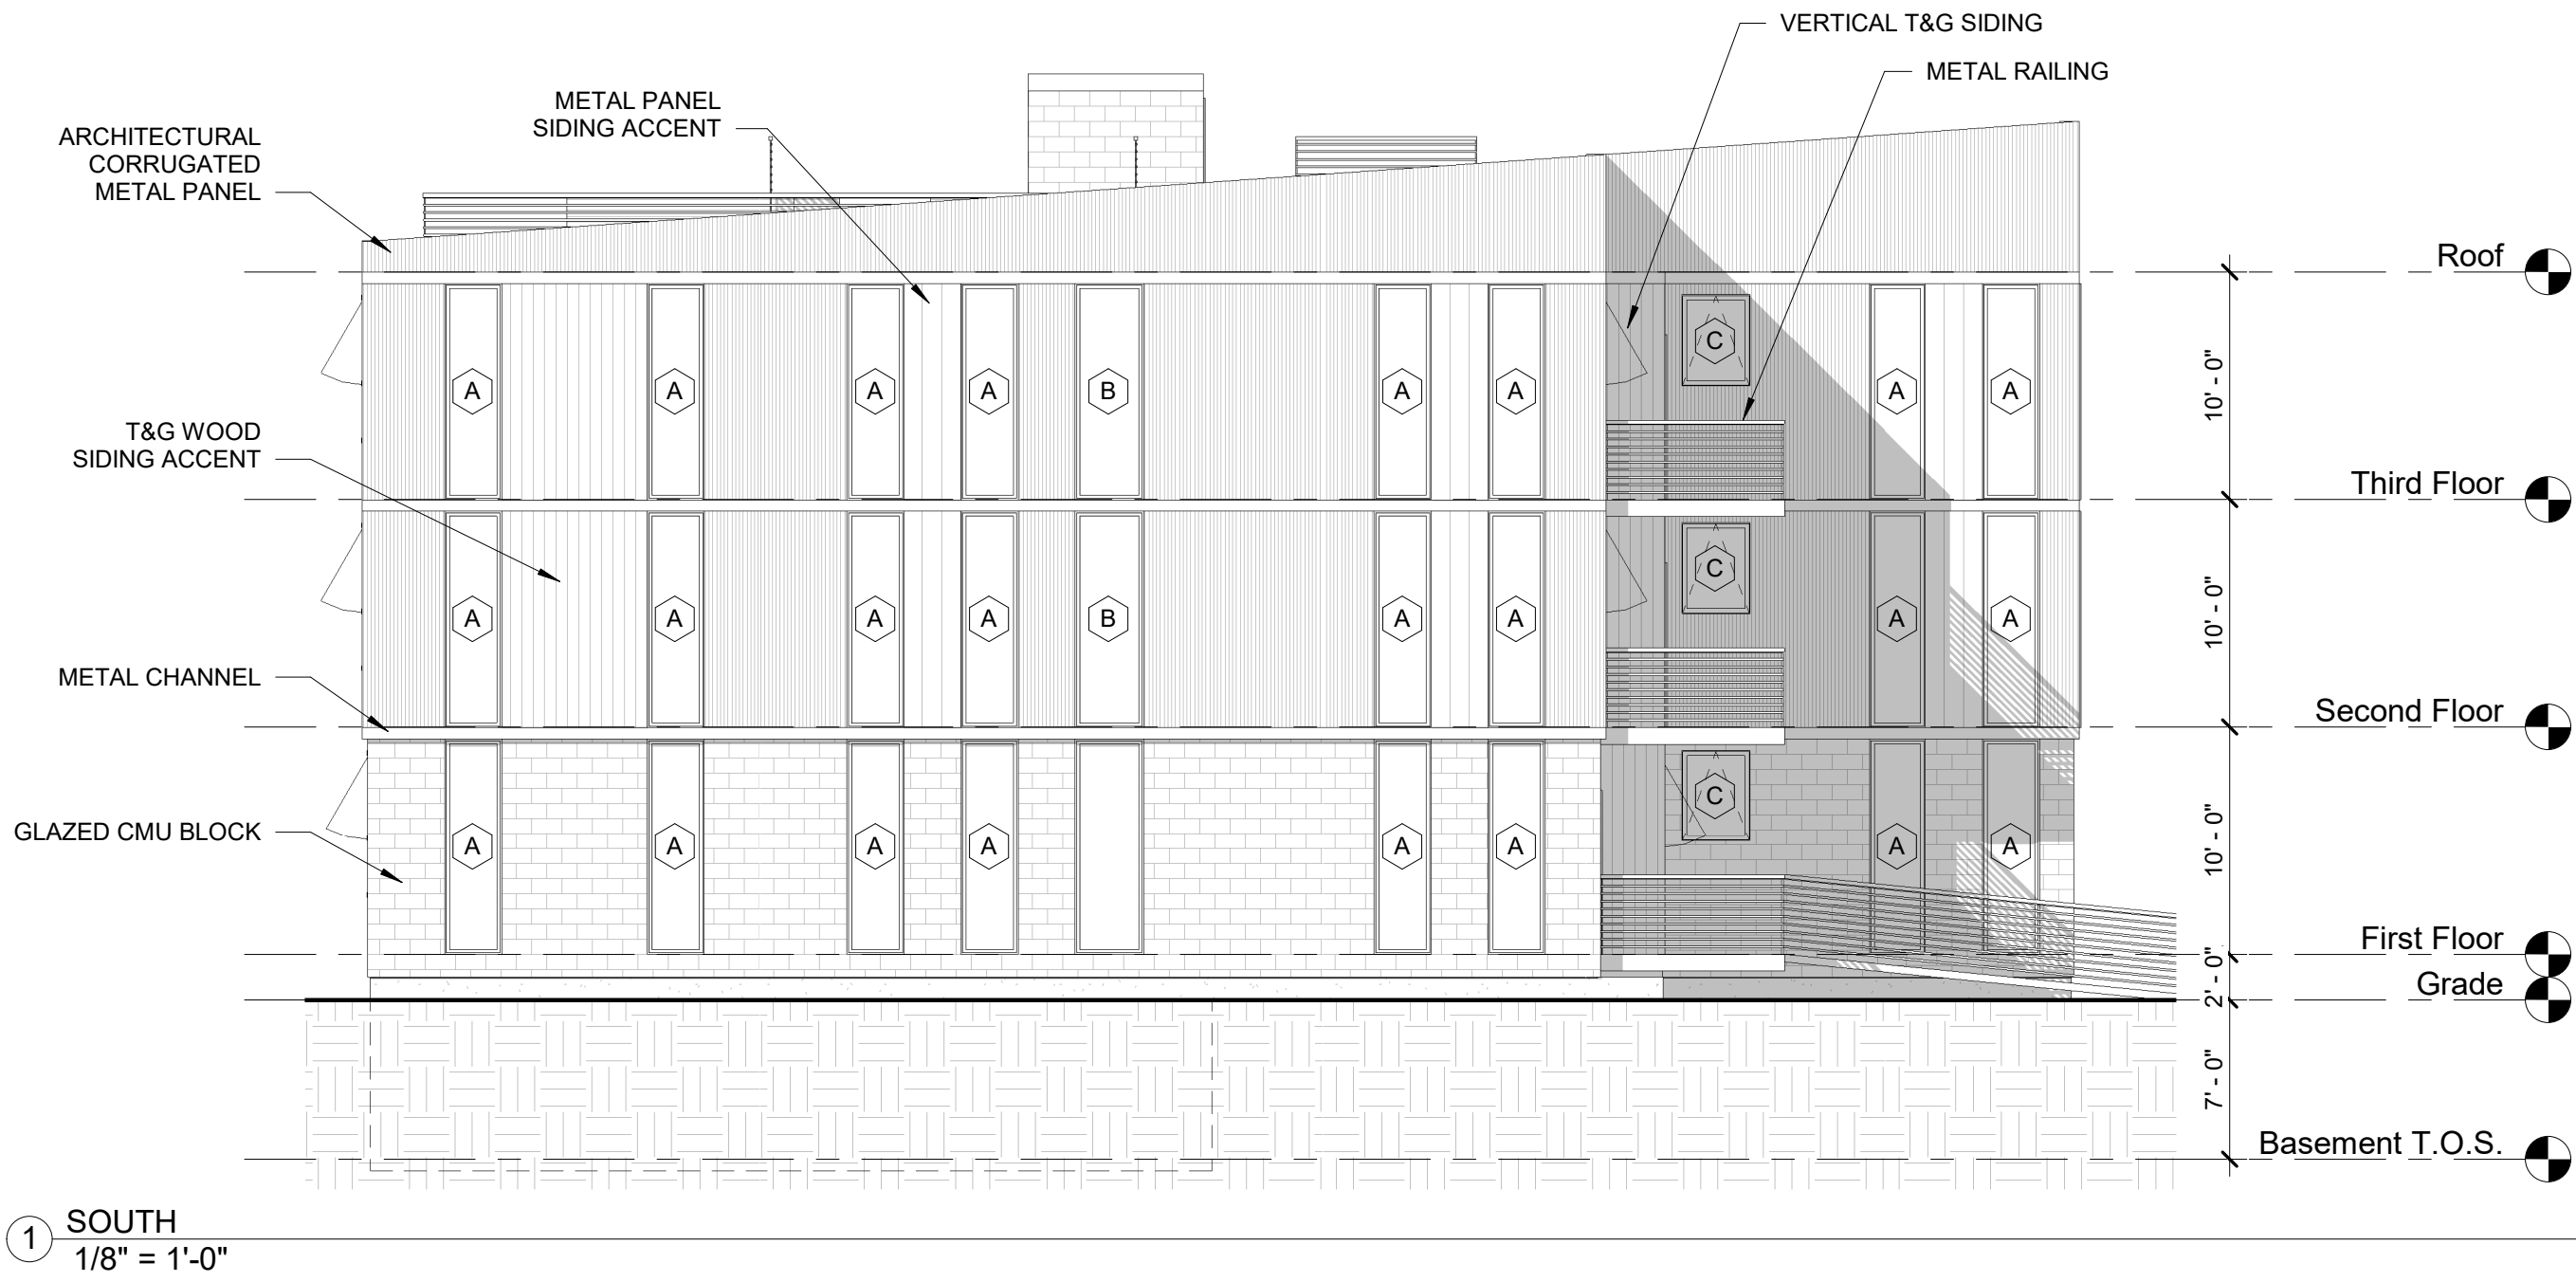 VERTICAL T&G SIDING
METAL RAILING
METAL PANEL
SIDING ACCENT
ARCHITECTURAL
CORRUGATED
METAL PANEL
T&G WOOD
SIDING ACCENT
METAL CHANNEL
GLAZED CMU BLOCK
Roof
C
A A A A B A A A A
10' - 0"
Third Floor
C
A A A A B A A A A
10' - 0"
Second Floor
C
A A A A A A A A
10' - 0"
First Floor
2' - 0"
Grade
7' - 0"
Basement T.O.S.
1 SOUTH
1/8" = 1'-0"